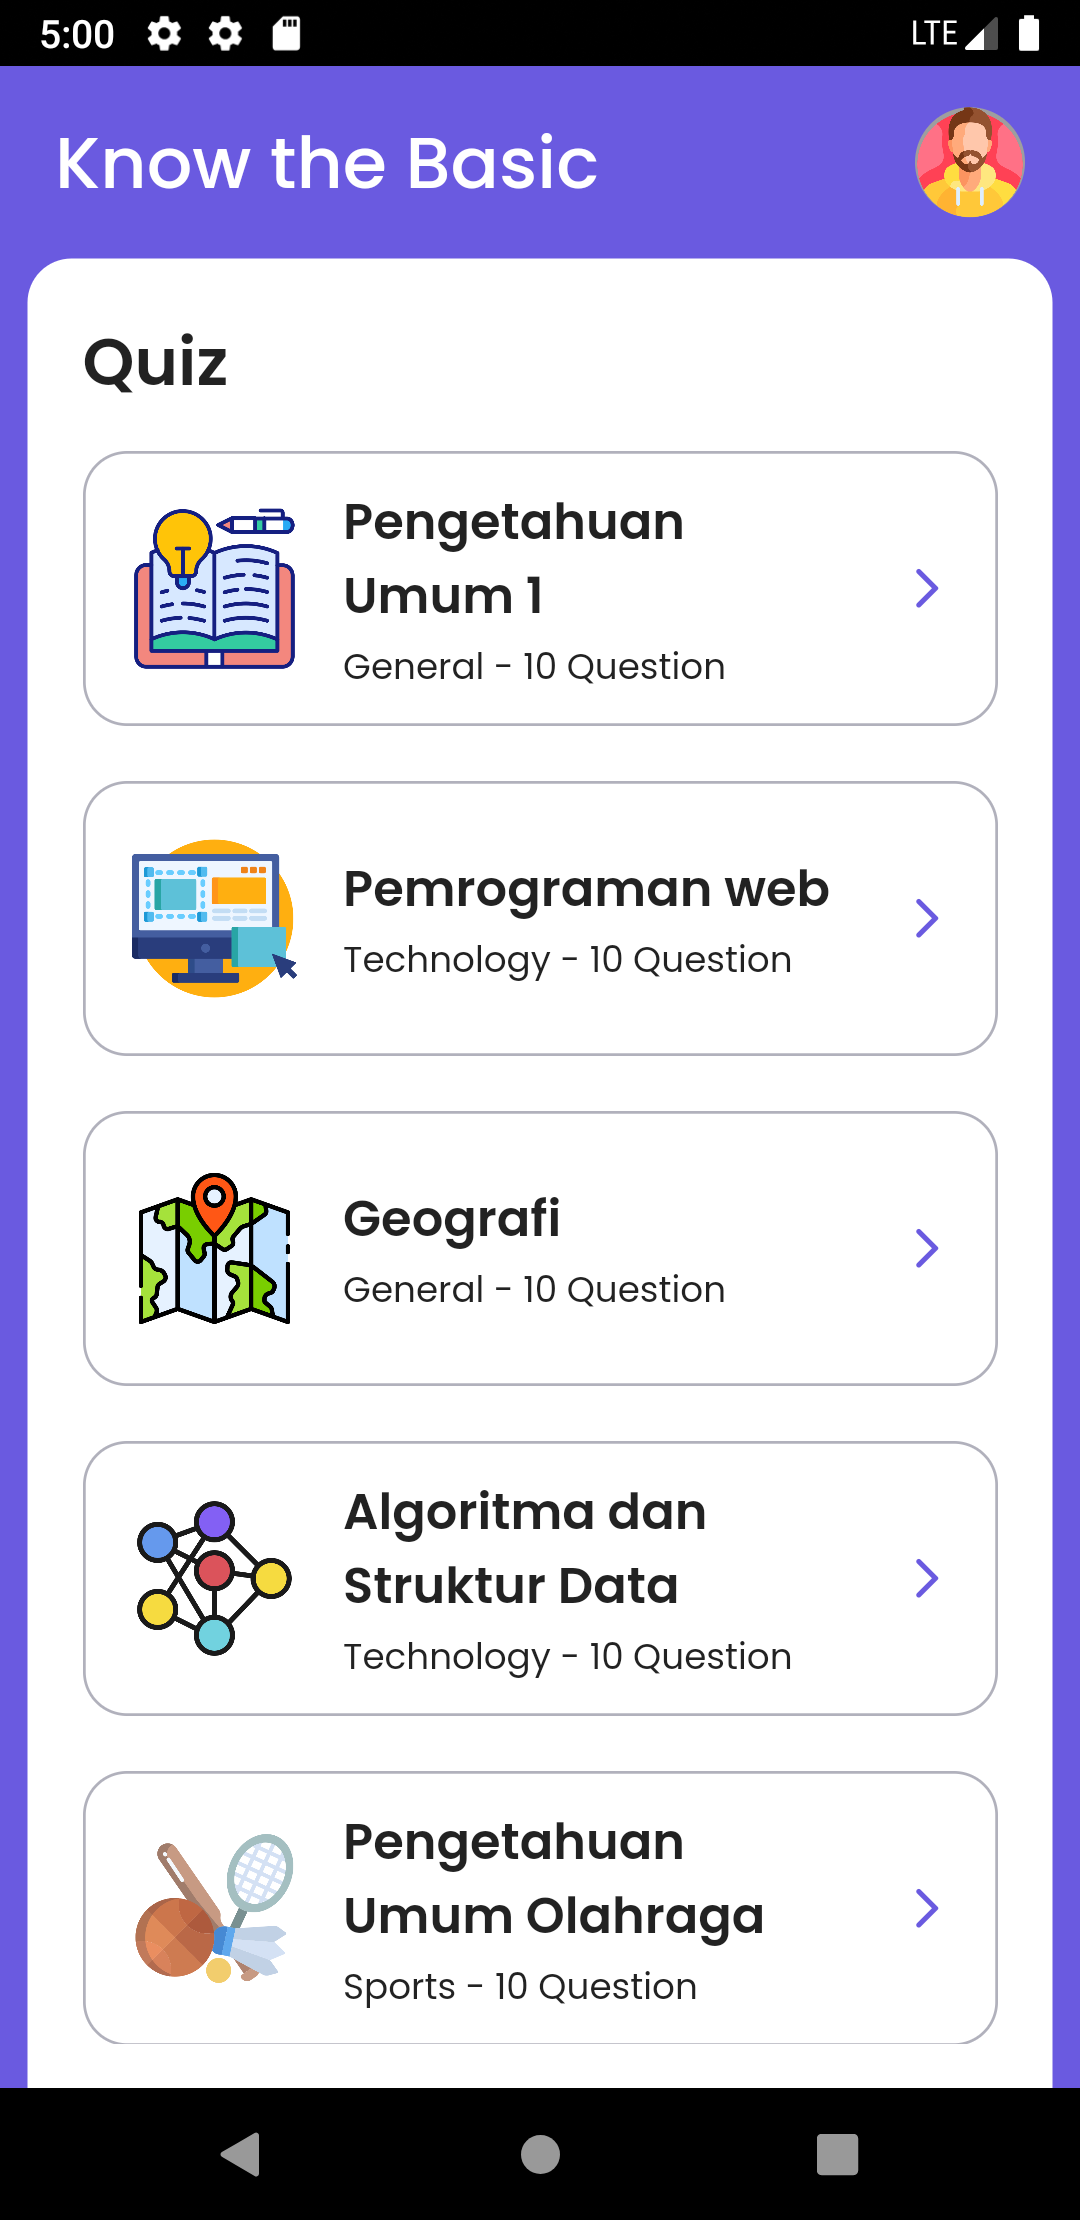 5:00
LTE
Know the Basic
Quiz
Pengetahuan
Umum 1
General - 10 Question
Pemrograman web
Technology - 10 Question
Geografi
General - 10 Question
Algoritma dan
Struktur Data
Technology - 10 Question
Pengetahuan
Umum Olahraga
Sports - 10 Question